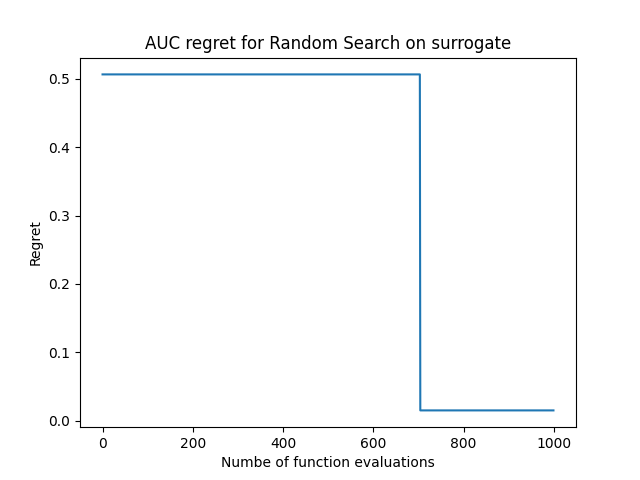 AUC regret for Random Search on surrogate
0.5
0.4
0.3
0.2
0.1
0.0
Regret
0 200 400 600 800 1000
Numbe of function evaluations